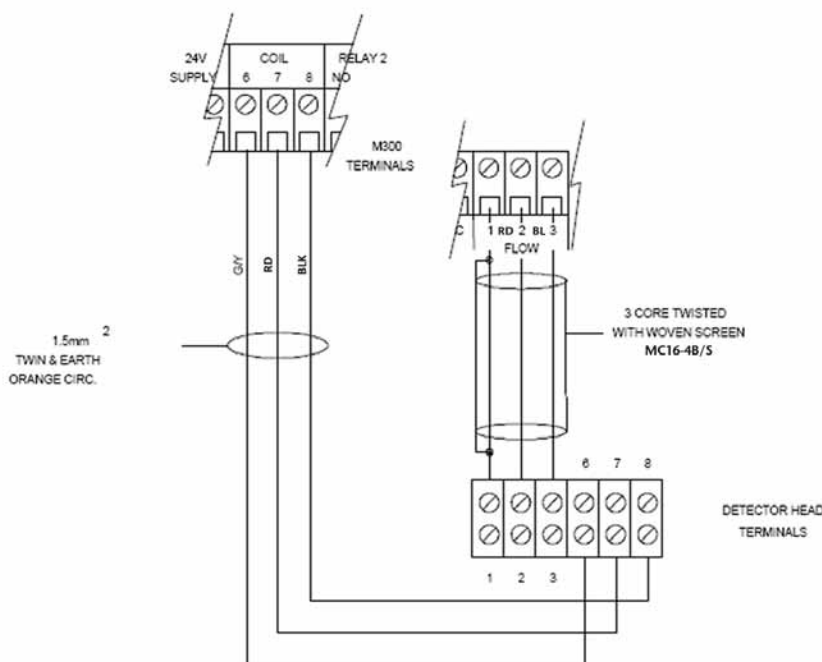 24V COIL RELAY 2
SUPPLY 6 7 8 NO
M300
TERMINALS
C 1 RD 2 BL 3
FLOW
G/Y RD BLK
3 CORE TWISTED
WITH WOVEN SCREEN
MC16-4B/S
1.5mm 2
TWIN & EARTH
ORANGE CIRC.
6 7 8
DETECTOR HEAD
TERMINALS
1 2 3